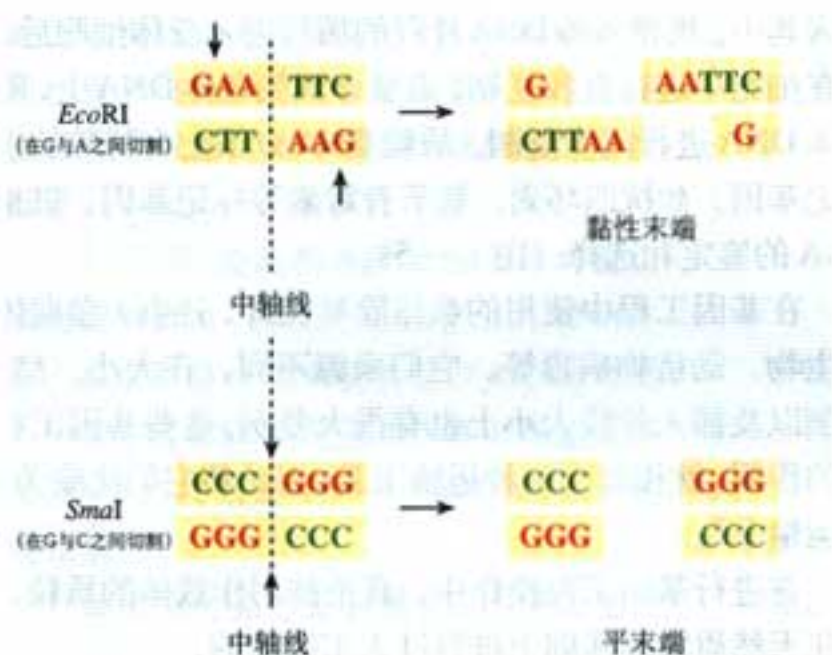 GAA TTC G AATTC
EcoRI
(在G与A之间切割)
CTT AAG CTTAA G
黏性末端
中轴线
CCC GGG CCC GGG
SmaI
(在G与C之间切割)
GGG CCC GGG CCC
中轴线 平末端